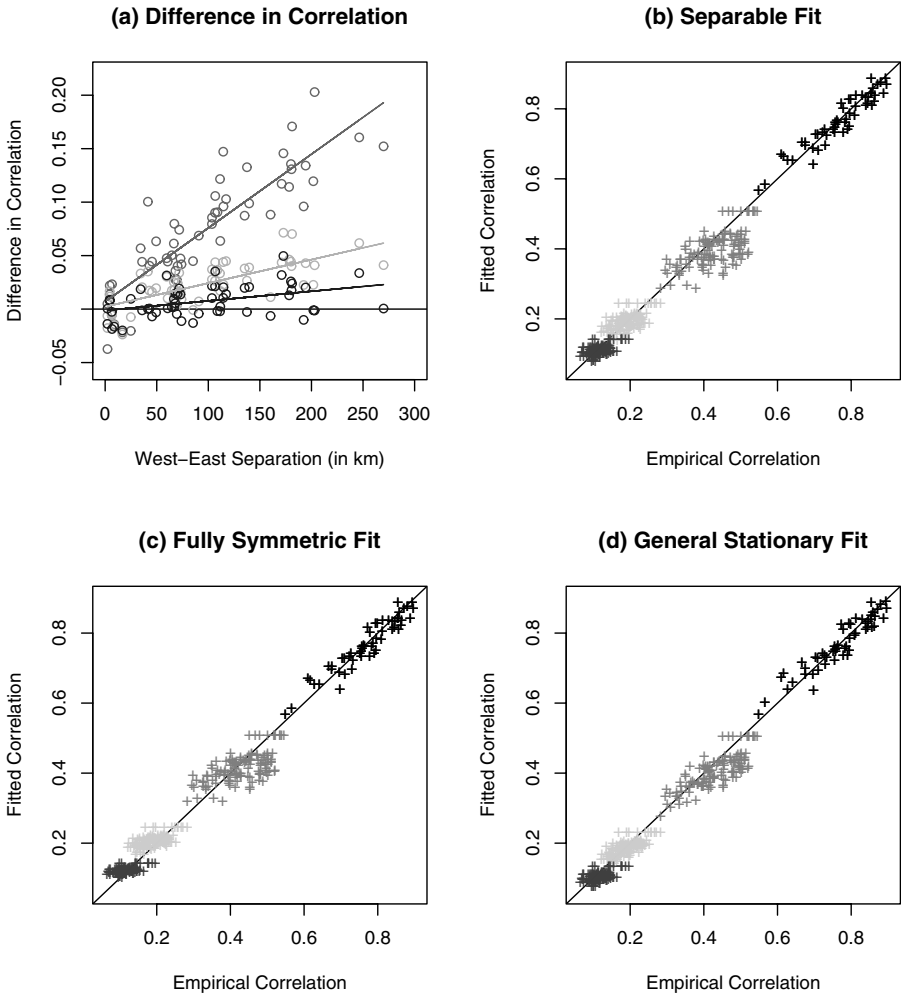 (a) Difference in Correlation
Difference in Correlation
0.20
0.15
0.10
0.05
−0.05
0 50 100 150 200 250 300
West−East Separation (in km)
(b) Separable Fit
Fitted Correlation
0.8
0.6
0.4
0.2
0.2 0.4 0.6 0.8
Empirical Correlation
(c) Fully Symmetric Fit
Fitted Correlation
0.8
0.6
0.4
0.2
0.2 0.4 0.6 0.8
Empirical Correlation
(d) General Stationary Fit
Fitted Correlation
0.8
0.6
0.4
0.2
0.2 0.4 0.6 0.8
Empirical Correlation